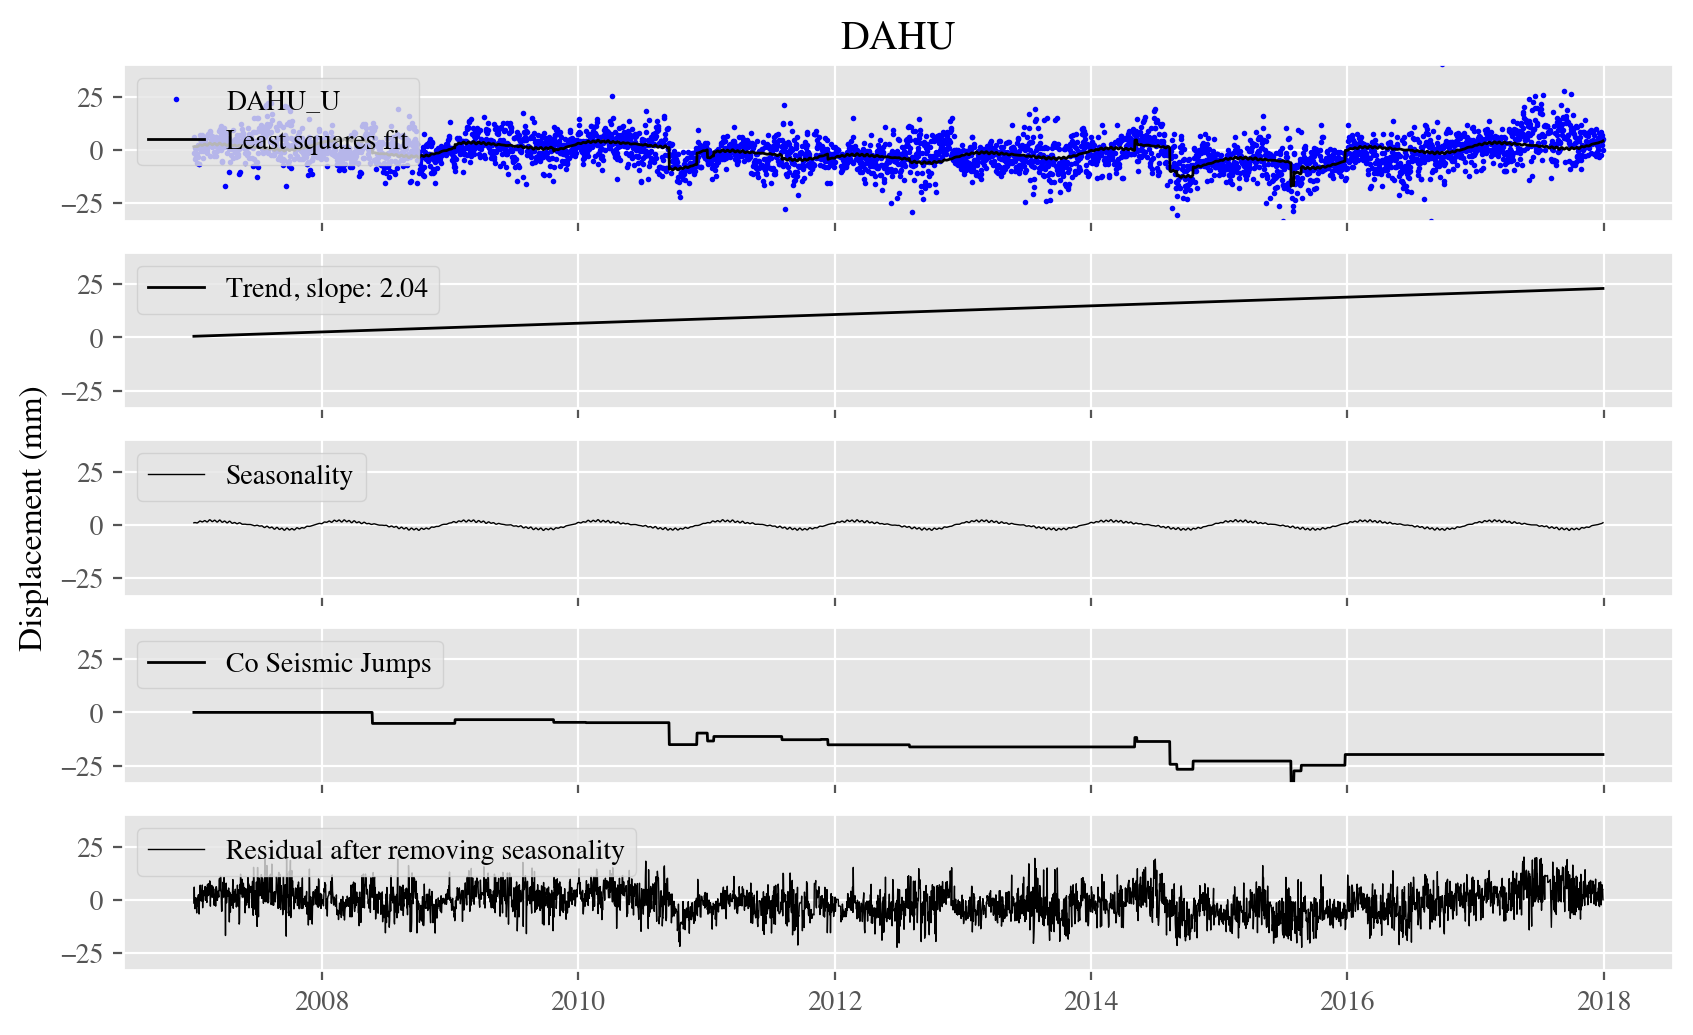 DAHU
DAHU_U
Least squares fit
25
0
−25
Trend, slope: 2.04
25
0
−25
Displacement (mm)
Seasonality
25
0
−25
Co Seismic Jumps
25
0
−25
Residual after removing seasonality
25
0
−25
2008 2010 2012 2014 2016 2018